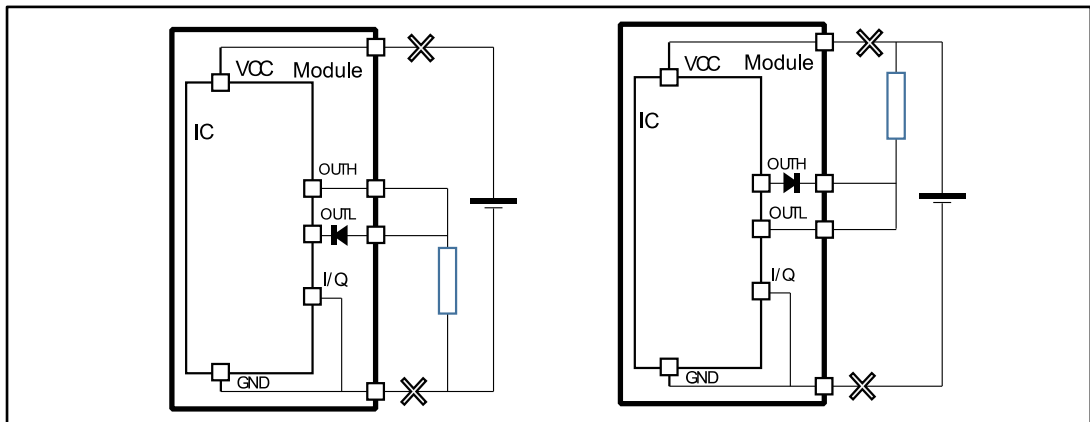 VCC
Module
IC
OUTH
OUTL
I/Q
GND
VCC
Module
IC
OUTH
OUTL
I/Q
GND